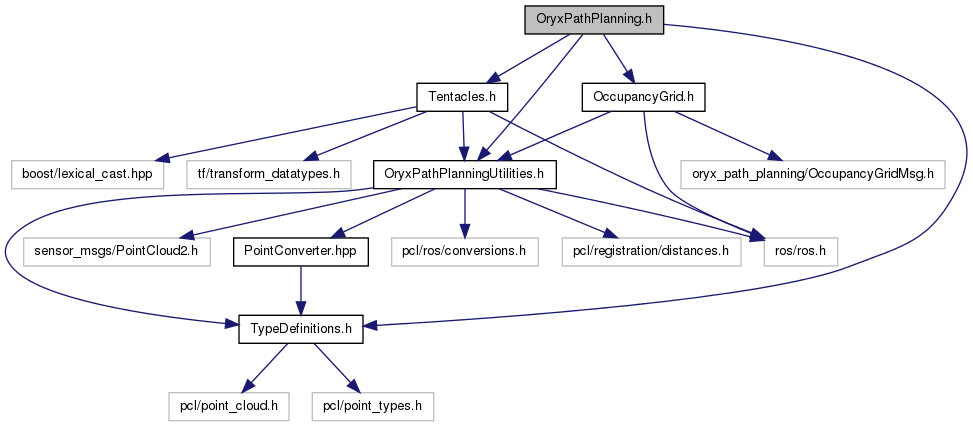 OryxPathPlanning.h
Tentacles.h
OccupancyGrid.h
boost/lexical_cast.hpp
tf/transform_datatypes.h
OryxPathPlanningUtilities.h
oryx_path_planning/OccupancyGridMsg.h
sensor_msgs/PointCloud2.h
PointConverter.hpp
pcl/ros/conversions.h
pcl/registration/distances.h
ros/ros.h
TypeDefinitions.h
pcl/point_cloud.h
pcl/point_types.h